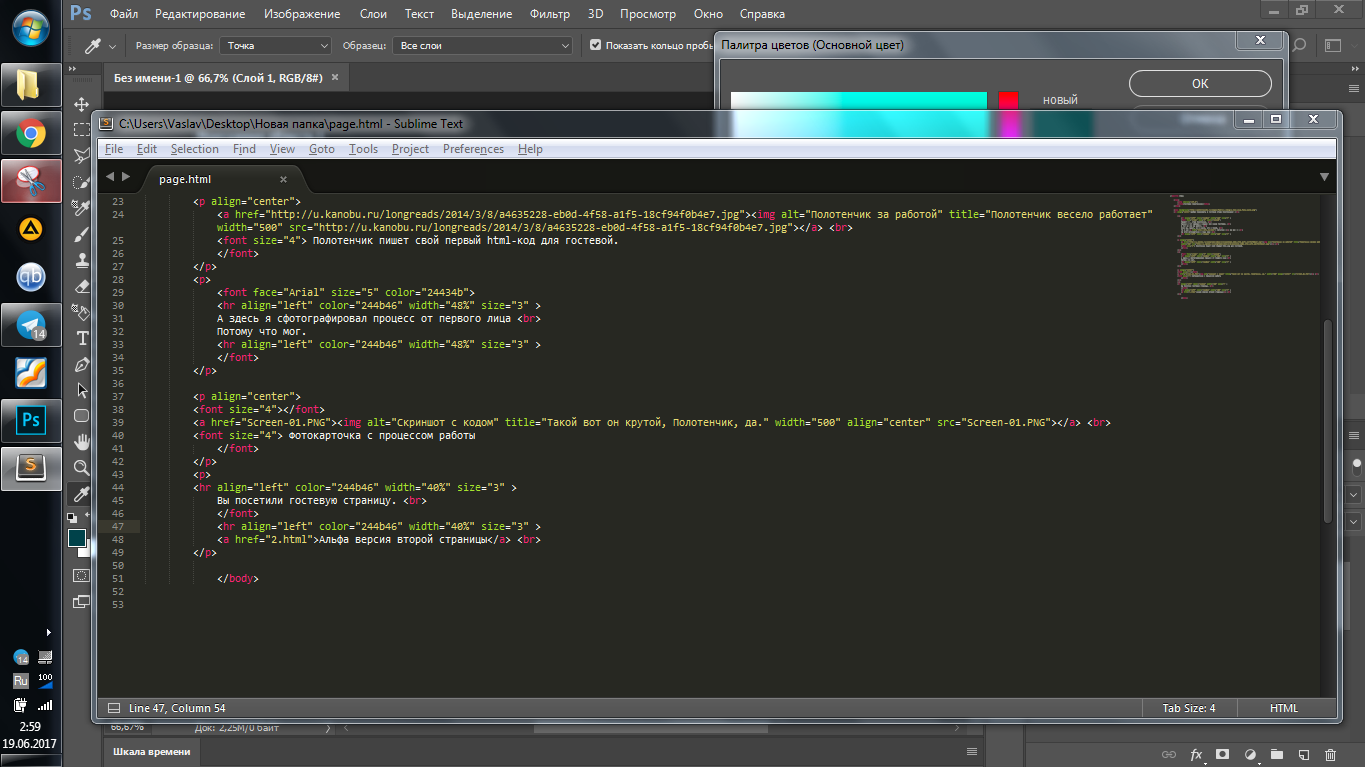 Ps Файл Редактирование Изображение Слои Текст Выделение Фильтр 3D Просмотр Окно Справка
Размер образца: Точка Образец: Все слои Показать кольцо пробы
Палитра цветов (Основной цвет)
Без имени-1 @ 66,7% (Слой 1, RGB/8#) ×
ОК
новый
C:\Users\Vaslav\Desktop\Новая папка\page.html - Sublime Text
File Edit Selection Find View Goto Tools Project Preferences Help
page.html
23 <p align="center">
24 <a href="http://u.kanobu.ru/longreads/2014/3/8/a4635228-eb0d-4f58-a1f5-18cf94f0b4e7.jpg"><img alt="Полотенчик за работой" title="Полотенчик весело работает"
width="500" src="http://u.kanobu.ru/longreads/2014/3/8/a4635228-eb0d-4f58-a1f5-18cf94f0b4e7.jpg"></a> <br>
25 <font size="4"> Полотенчик пишет свой первый html-код для гостевой.
26 </font>
27 </p>
28 <p>
29 <font face="Arial" size="5" color="24434b">
30 <hr align="left" color="244b46" width="48%" size="3" >
31 А здесь я сфотографировал процесс от первого лица <br>
32 Потому что мог.
33 <hr align="left" color="244b46" width="48%" size="3" >
34 </font>
35 </p>
36
37 <p align="center">
38 <font size="4"></font>
39 <a href="Screen-01.PNG"><img alt="Скриншот с кодом" title="Такой вот он крутой, Полотенчик, да." width="500" align="center" src="Screen-01.PNG"></a> <br>
40 <font size="4"> Фотокарточка с процессом работы
41 </font>
42 </p>
43 <p>
44 <hr align="left" color="244b46" width="40%" size="3" >
45 Вы посетили гостевую страницу. <br>
46 </font>
47 <hr align="left" color="244b46" width="40%" size="3" >
48 <a href="2.html">Альфа версия второй страницы</a> <br>
49 </p>
50
51 </body>
52
53
Line 47, Column 54 Tab Size: 4 HTML
66,67% Док: 2,25M/0 байт
Шкала времени
fx
qb
14
Ps
S
14
Ru 100
2:59
19.06.2017